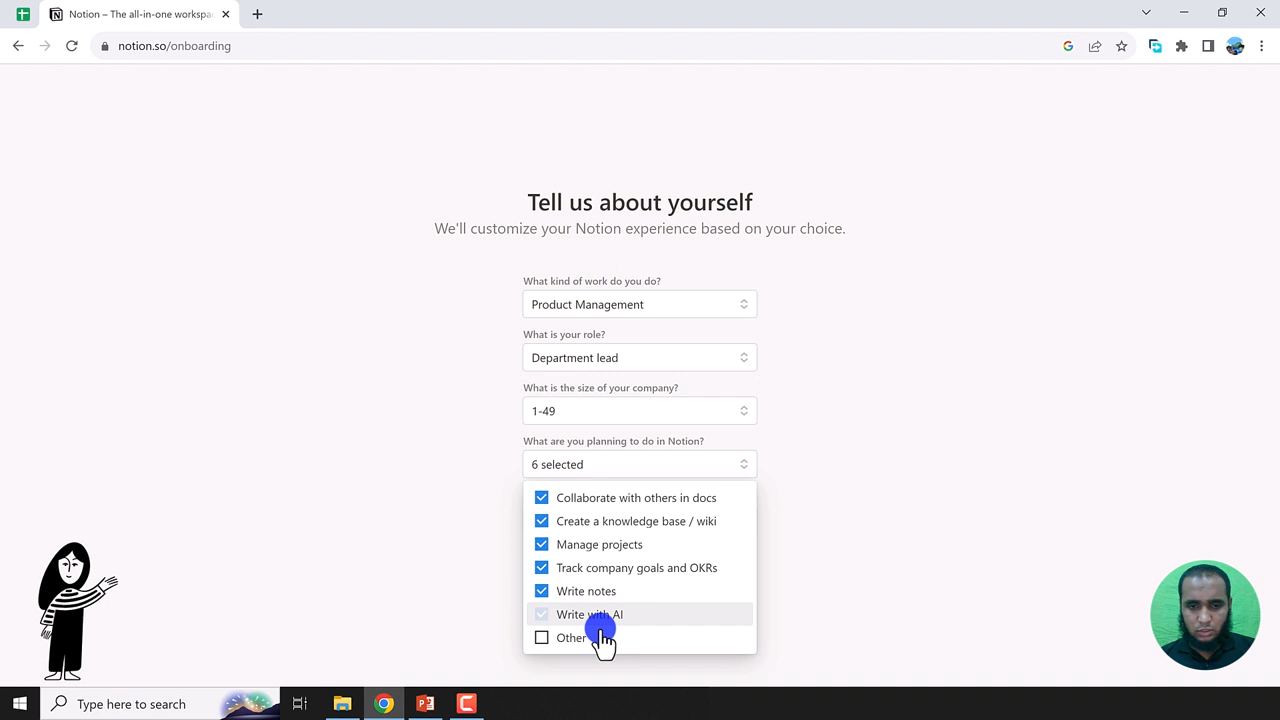 Notion – The all-in-one workspa
notion.so/onboarding
Tell us about yourself
We'll customize your Notion experience based on your choice.
What kind of work do you do?
Product Management
What is your role?
Department lead
What is the size of your company?
1-49
What are you planning to do in Notion?
6 selected
Collaborate with others in docs
Create a knowledge base / wiki
Manage projects
Track company goals and OKRs
Write notes
Write with AI
Other
Type here to search